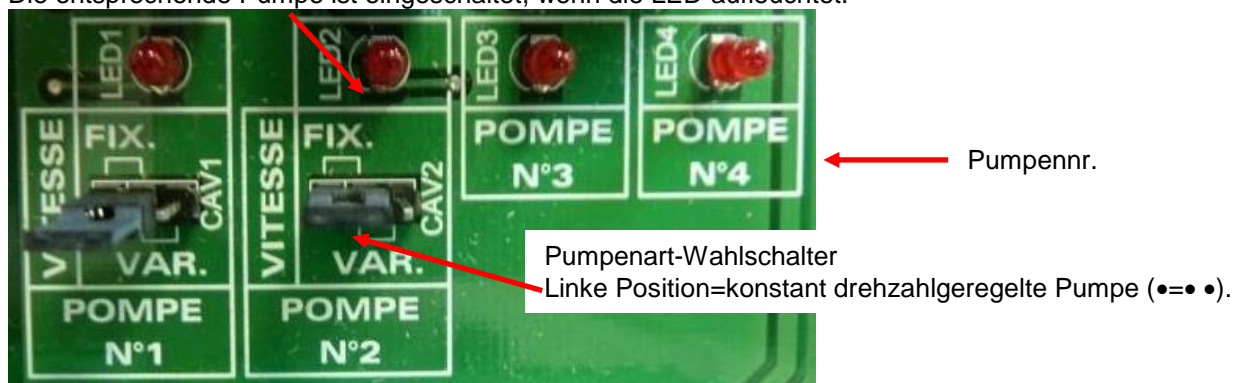 Die entsprechende Pumpe ist eingeschaltet, wenn die LED aufleuchtet.
LED1
LED2
LED3
LED4
VITESSE
FIX.
CAV1
VAR.
POMPE
N°1
VITESSE
FIX.
CAV2
VAR.
POMPE
N°2
POMPE
N°3
POMPE
N°4
Pumpennr.
Pumpenart-Wahlschalter
Linke Position=konstant drehzahlgeregelte Pumpe (•=• •).